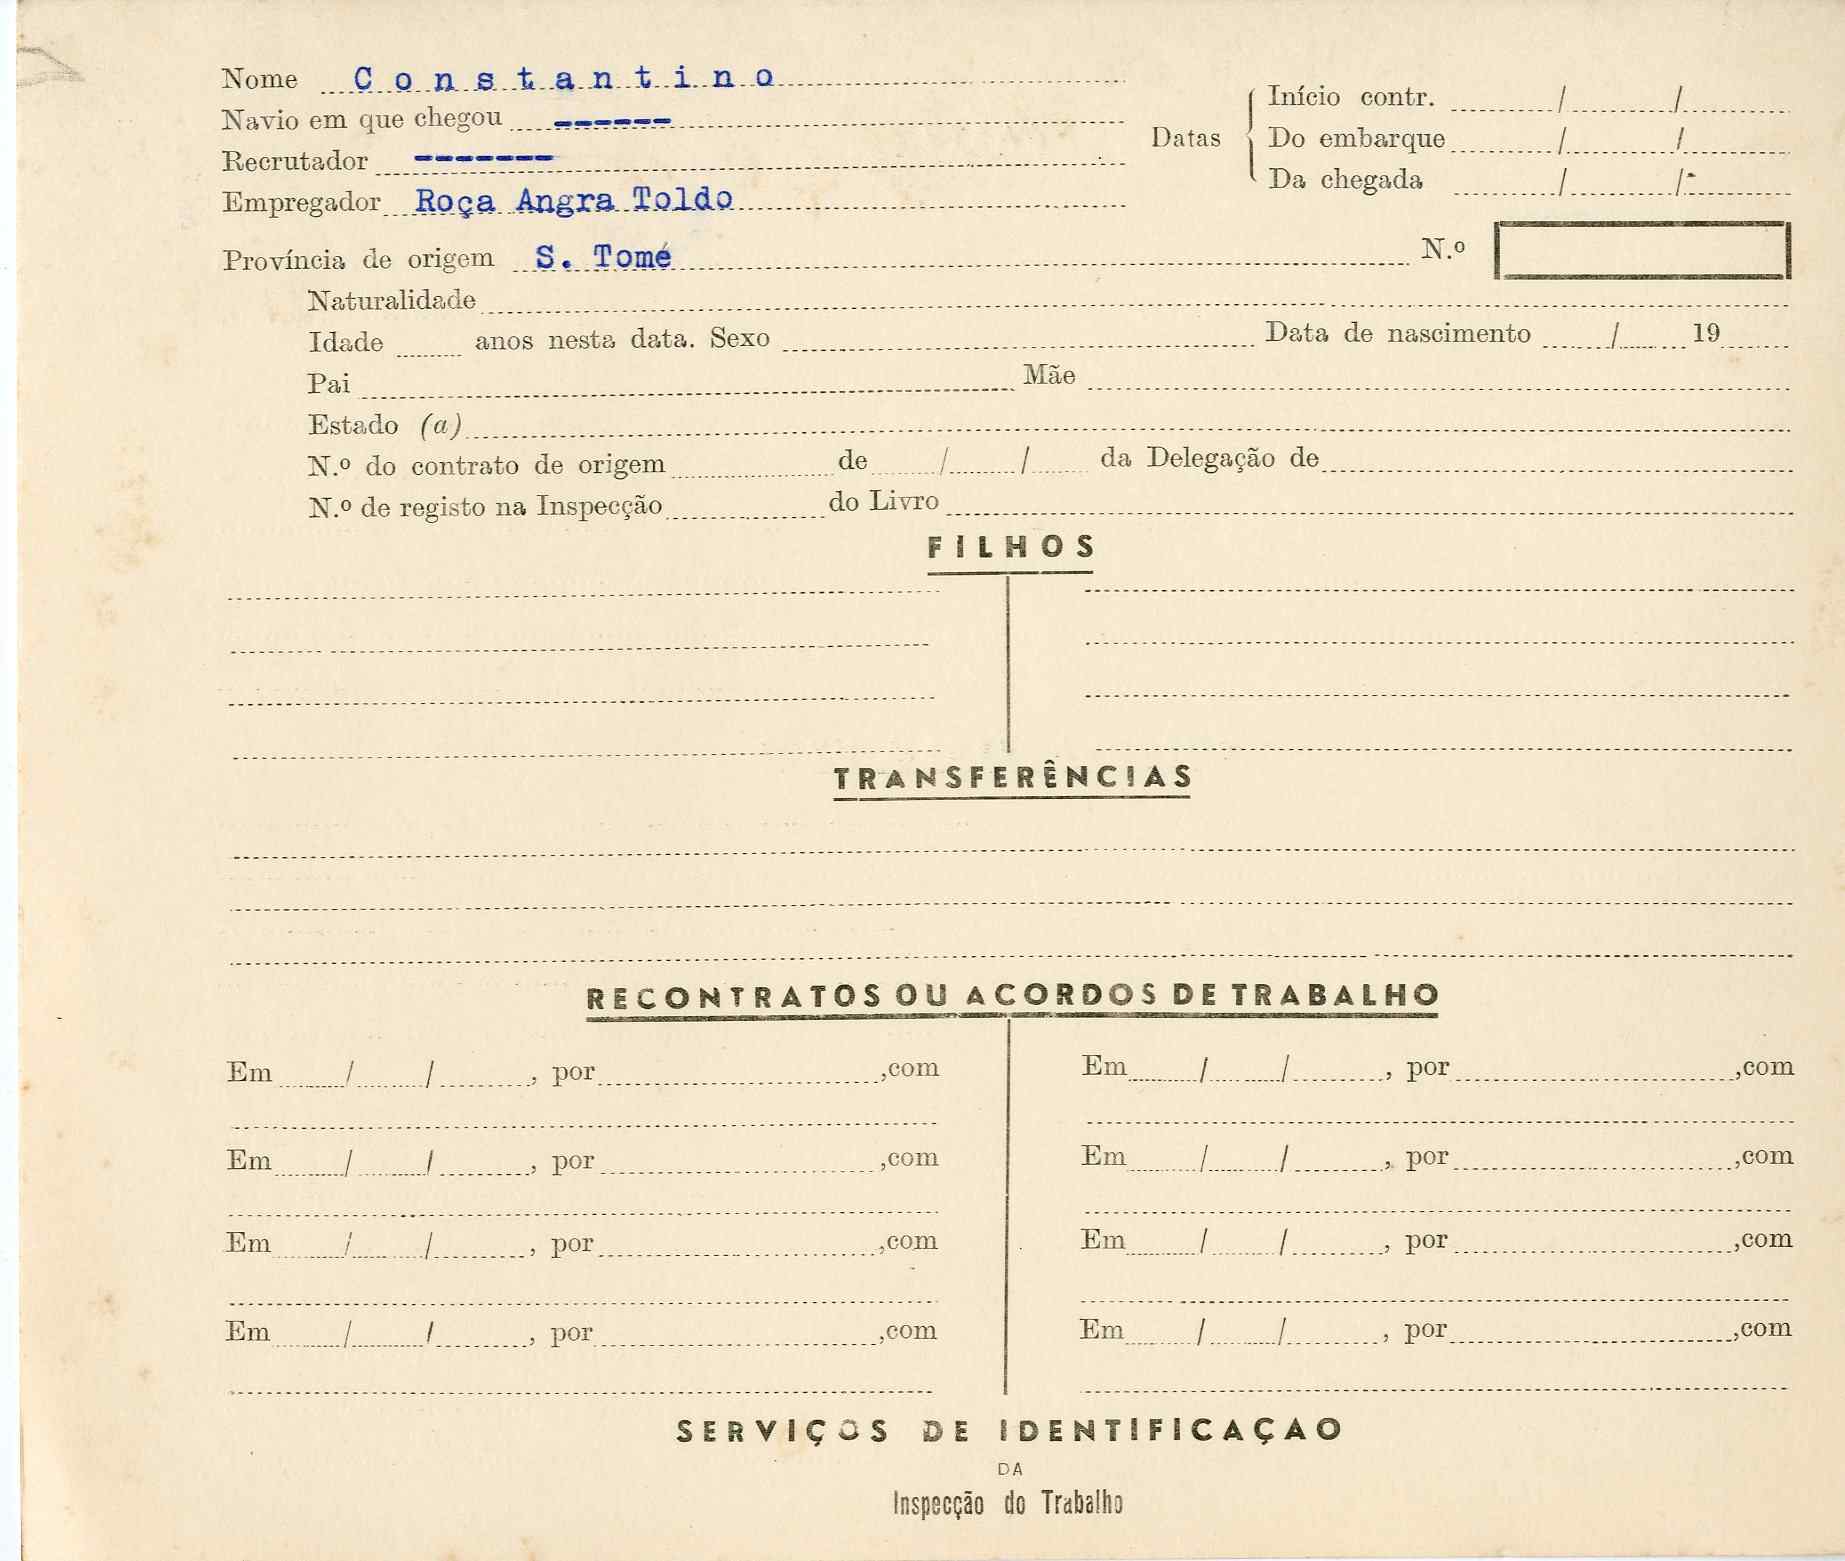 Nome C o n s t a n t i n o
Navio em que chegou ------
Recrutador -------
Empregador Roça Angra Toldo
Datas
Início contr. / /
Do embarque / /
Da chegada / /
Província de origem S. Tomé N.º
Naturalidade
Idade anos nesta data. Sexo Data de nascimento / 19
Pai Mãe
Estado (a)
N.º do contrato de origem de / / da Delegação de
N.º de registo na Inspecção do Livro
FILHOS
TRANSFERÊNCIAS
RECONTRATOS OU ACORDOS DE TRABALHO
Em / / , por ,com
Em / / , por ,com
Em / / , por ,com
Em / / , por ,com
Em / / , por ,com
Em / / , por ,com
Em / / , por ,com
Em / / , por ,com
SERVIÇOS DE IDENTIFICAÇAO
DA
Inspecção do Trabalho